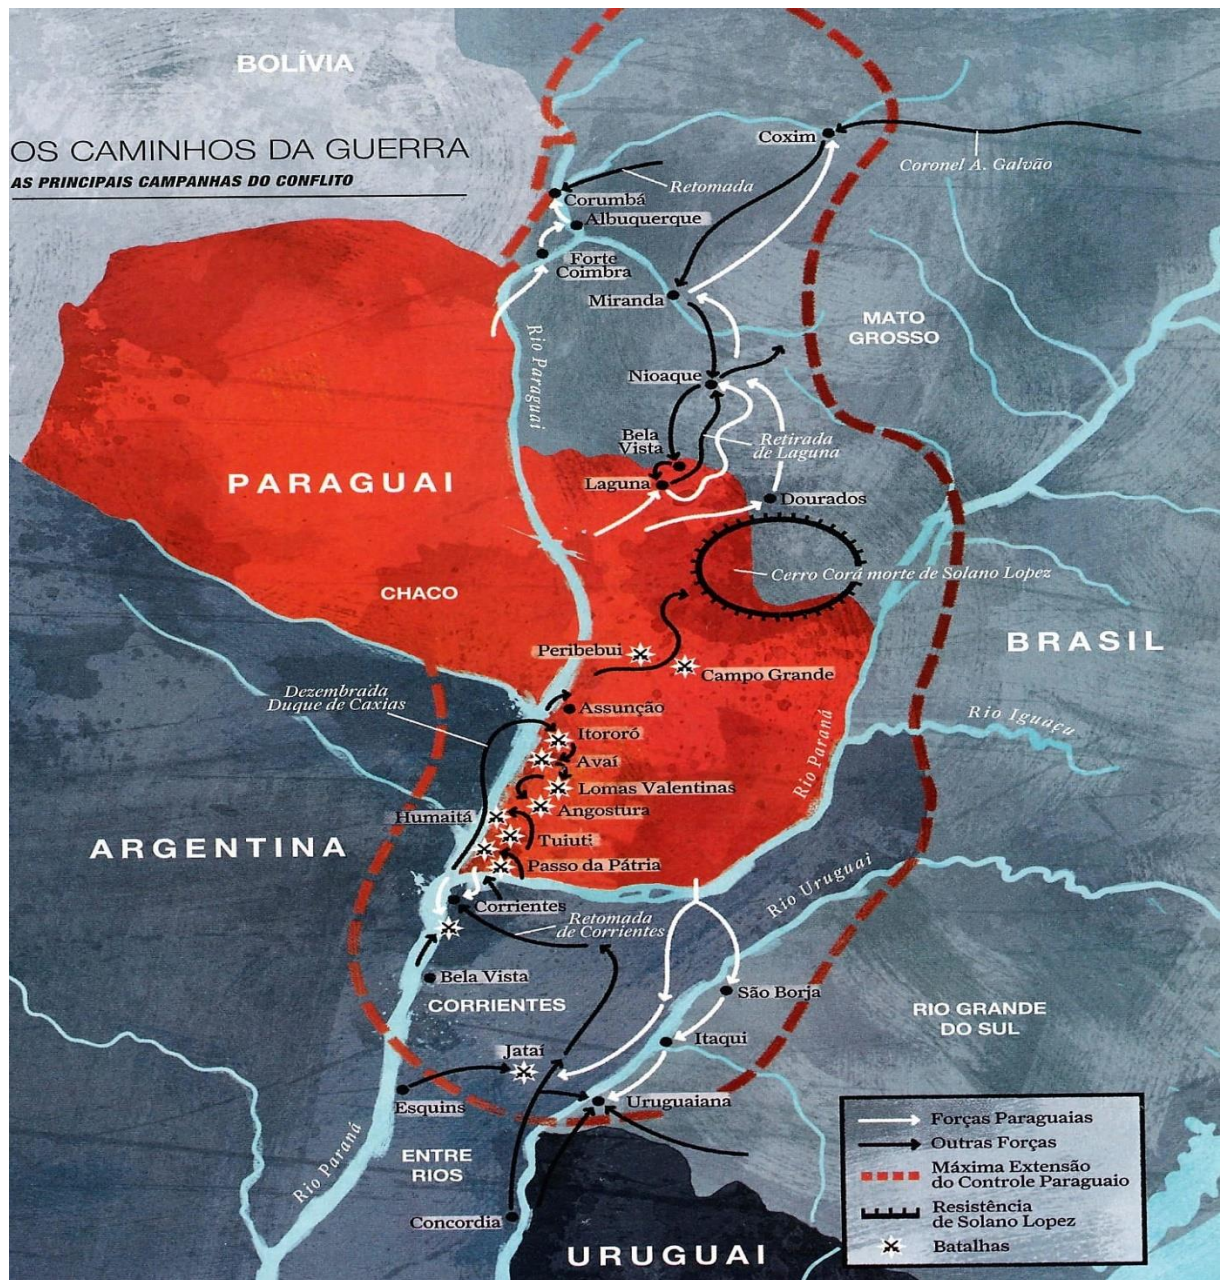 BOLÍVIA
OS CAMINHOS DA GUERRA
AS PRINCIPAIS CAMPANHAS DO CONFLITO
Coxim
Coronel A. Galvão
Retomada
Corumbá
Albuquerque
Forte
Coimbra
Miranda
MATO
GROSSO
Rio Paraguai
Nioaque
Bela
Vista
Retirada
de Laguna
PARAGUAI
Laguna
Dourados
Cerro Corá morte de Solano Lopez
CHACO
BRASIL
Peribebui
Campo Grande
Dezembrada
Duque de Caxias
Assunção
Itororó
Rio Iguaçu
Rio Paraná
Avaí
Lomas Valentinas
Angostura
Humaitá
ARGENTINA
Tuiuti
Passo da Pátria
Rio Uruguai
Corrientes
Retomada
de Corrientes
Bela Vista
São Borja
CORRIENTES
RIO GRANDE
DO SUL
Itaqui
Jataí
Esquins
Uruguaiana
Rio Paraná
ENTRE
RIOS
Concordia
URUGUAI
Forças Paraguaias
Outras Forças
Máxima Extensão
do Controle Paraguaio
Resistência
de Solano Lopez
Batalhas